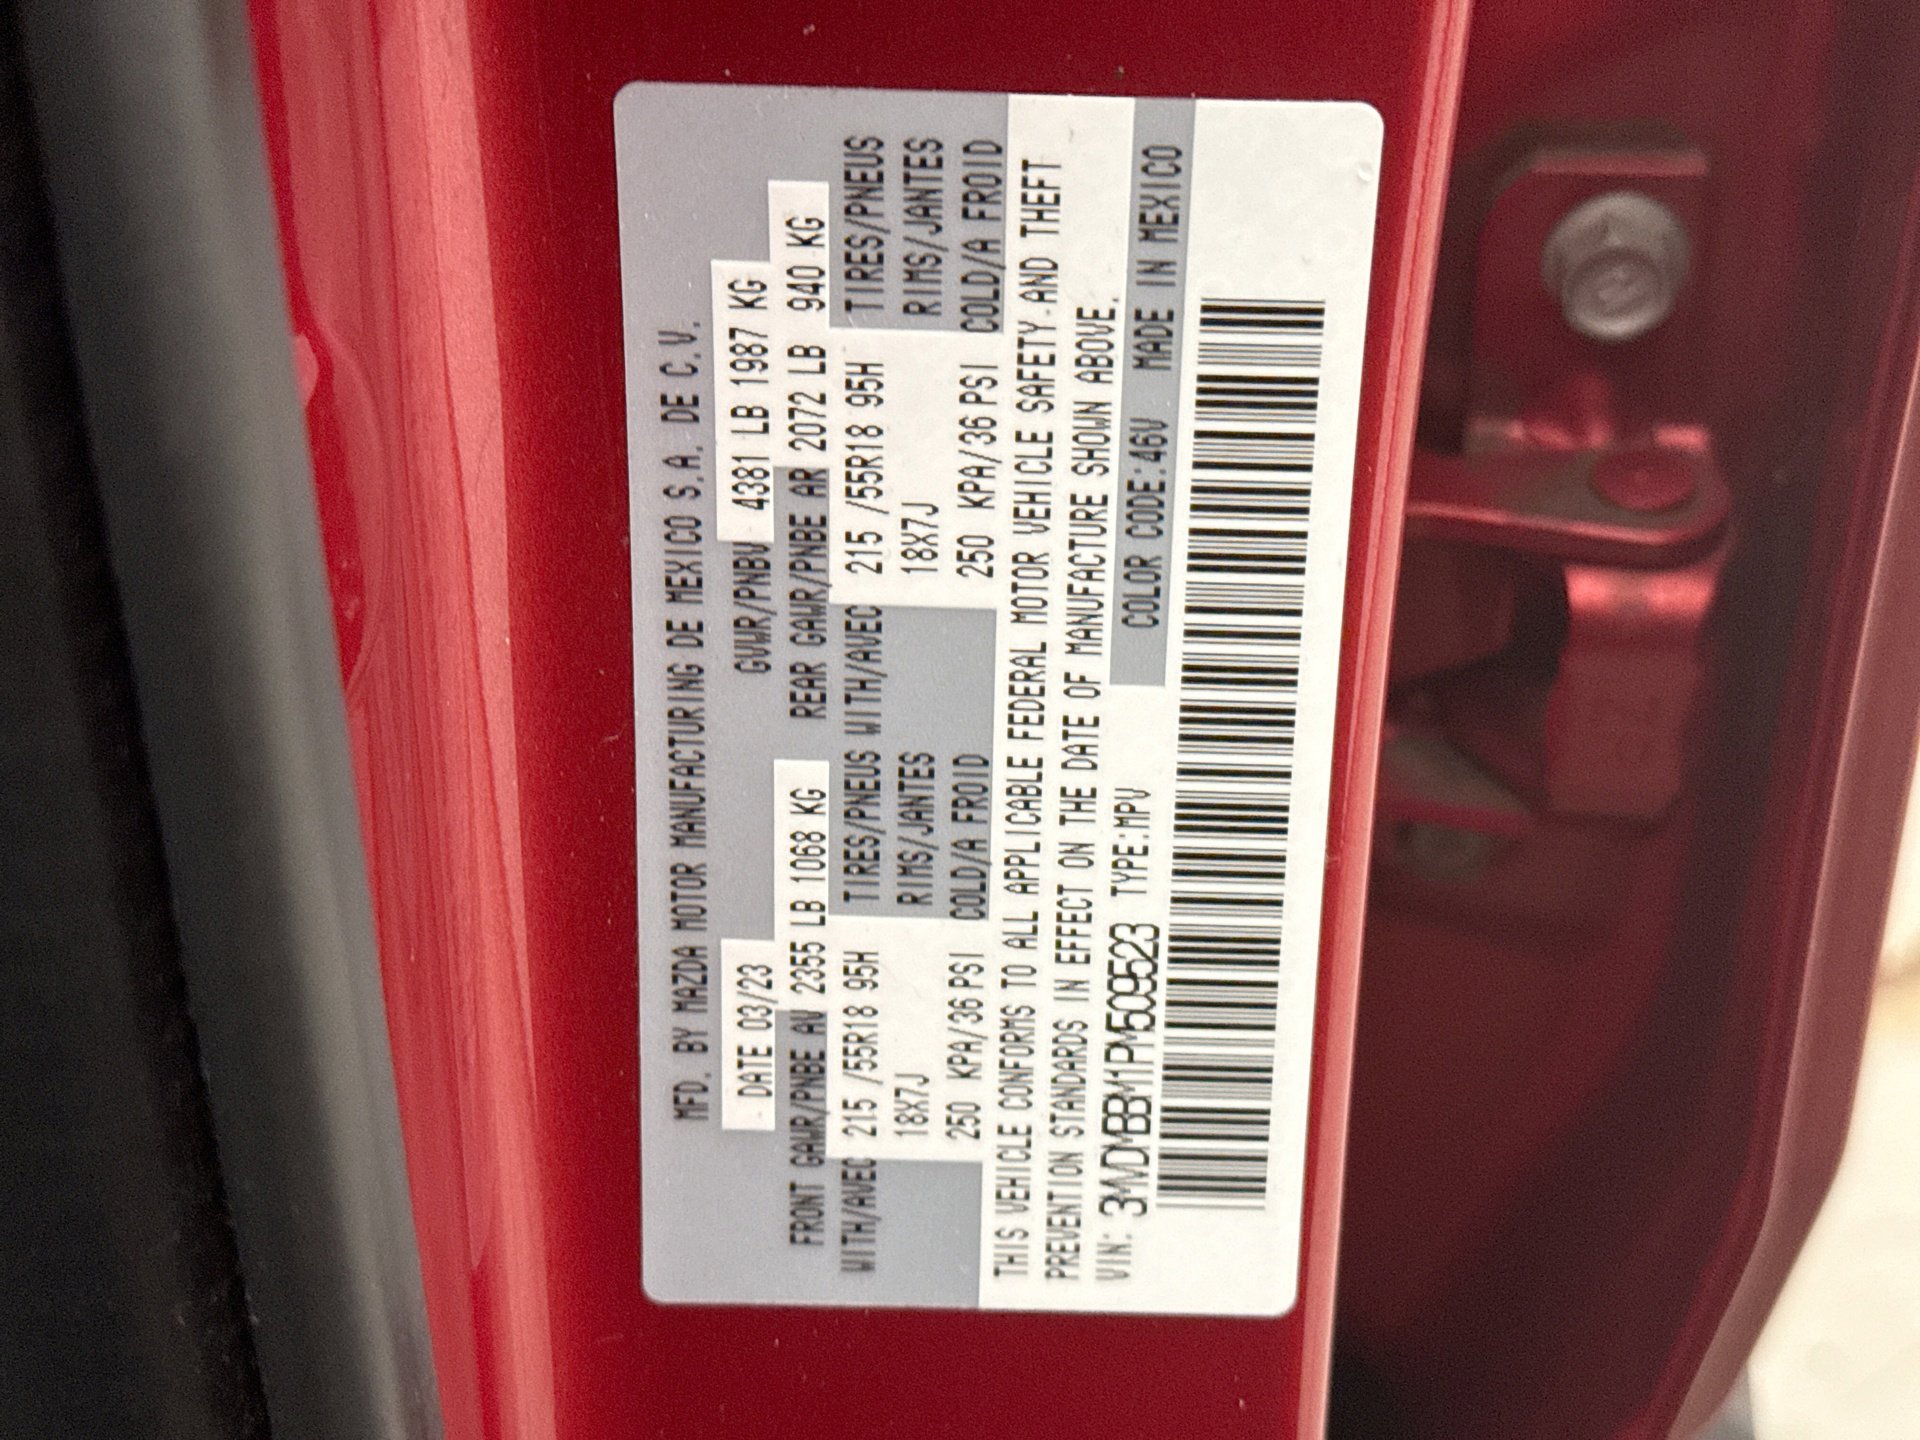 MFD. BY MAZDA MOTOR MANUFACTURING DE MEXICO S.A. DE C.V.
DATE 03/23 GVWR/PNBV 4381 LB 1987 KG
FRONT GAWR/PNBE AV 2355 LB 1068 KG REAR GAWR/PNBE AR 2072 LB 940 KG
WITH/AVEC 215 /55R18 95H TIRES/PNEUS WITH/AVEC 215 /55R18 95H TIRES/PNEUS
18X7J RIMS/JANTES 18X7J RIMS/JANTES
250 KPA/36 PSI COLD/A FROID 250 KPA/36 PSI COLD/A FROID
THIS VEHICLE CONFORMS TO ALL APPLICABLE FEDERAL MOTOR VEHICLE SAFETY AND THEFT
PREVENTION STANDARDS IN EFFECT ON THE DATE OF MANUFACTURE SHOWN ABOVE.
VIN: 3MVDMBBM1PM509523 TYPE:MPV COLOR CODE:46V MADE IN MEXICO